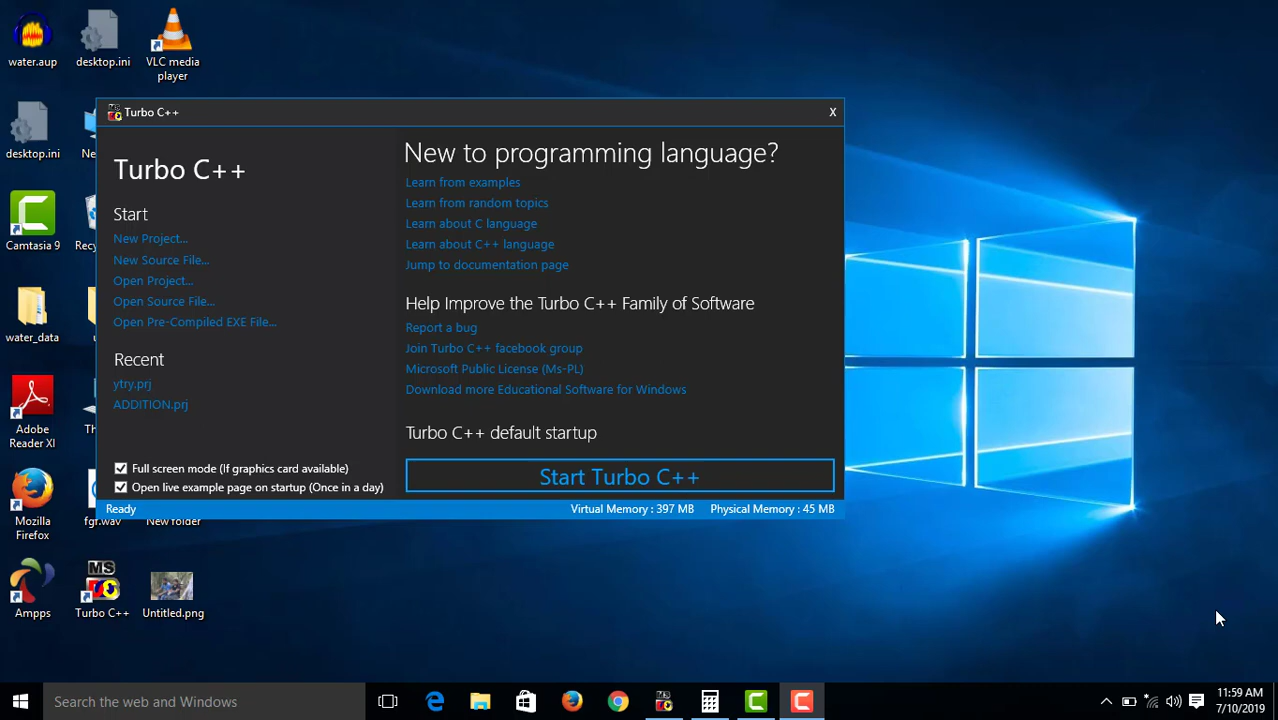 water.aup
desktop.ini
VLC media
player
desktop.ini
Ne
Camtasia 9
Recy
water_data
u
Adobe
Reader XI
Th
Mozilla
Firefox
fgf.wav
New folder
Ampps
MS
Turbo C++
Untitled.png
Turbo C++
X
Turbo C++
Start
New Project...
New Source File...
Open Project...
Open Source File...
Open Pre-Compiled EXE File...
Recent
ytry.prj
ADDITION.prj
Full screen mode (If graphics card available)
Open live example page on startup (Once in a day)
New to programming language?
Learn from examples
Learn from random topics
Learn about C language
Learn about C++ language
Jump to documentation page
Help Improve the Turbo C++ Family of Software
Report a bug
Join Turbo C++ facebook group
Microsoft Public License (Ms-PL)
Download more Educational Software for Windows
Turbo C++ default startup
Start Turbo C++
Ready
Virtual Memory : 397 MB
Physical Memory : 45 MB
Search the web and Windows
11:59 AM
7/10/2019